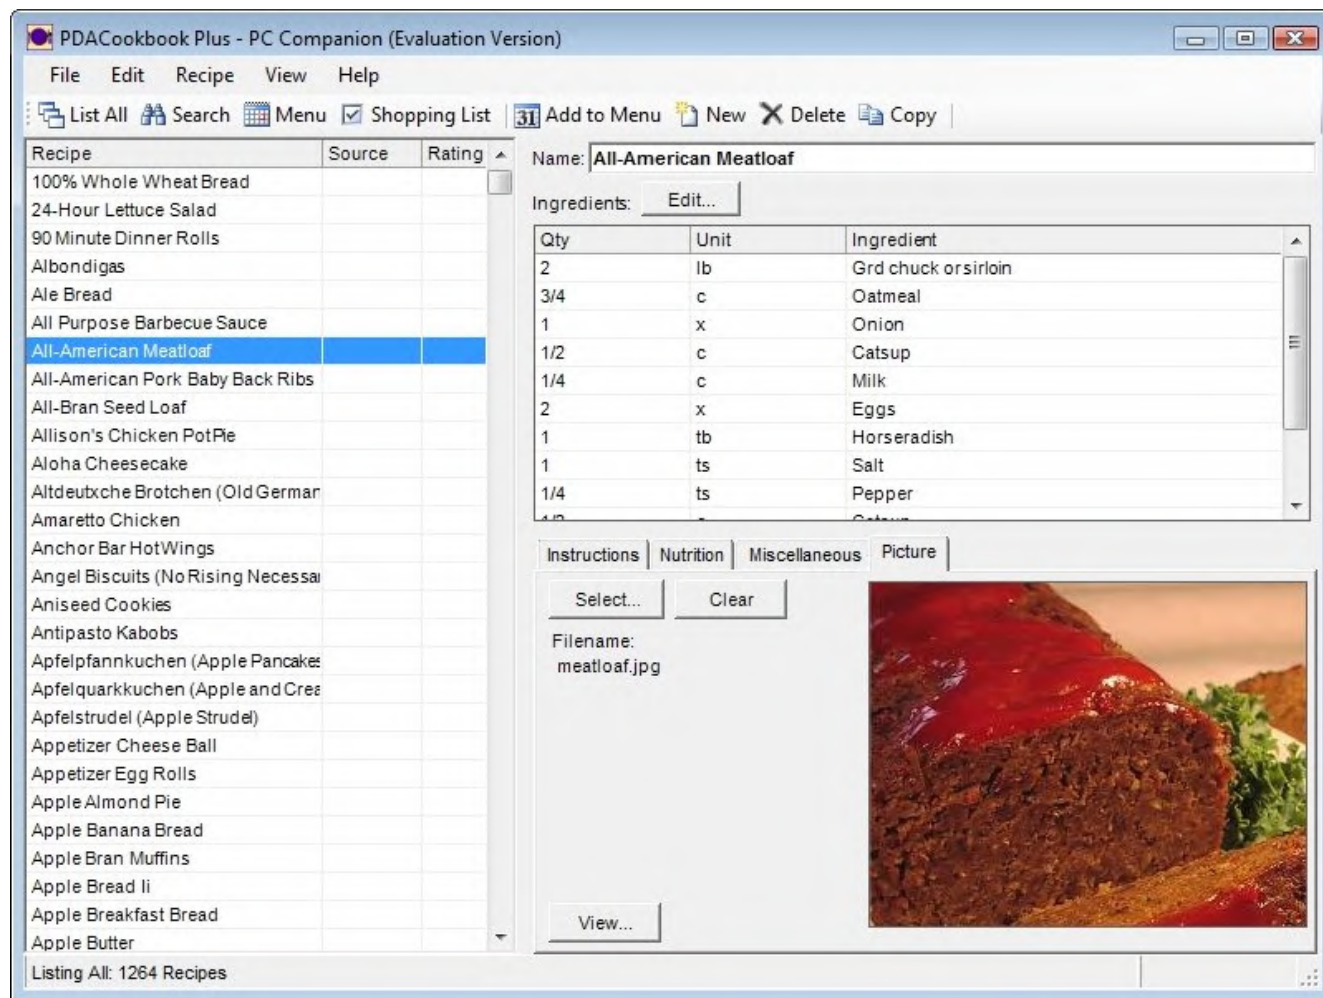 PDACookbook Plus - PC Companion (Evaluation Version)
File Edit Recipe View Help
List All Search Menu Shopping List 31 Add to Menu New Delete Copy
Recipe Source Rating
100% Whole Wheat Bread
24-Hour Lettuce Salad
90 Minute Dinner Rolls
Albondigas
Ale Bread
All Purpose Barbecue Sauce
All-American Meatloaf
All-American Pork Baby Back Ribs
All-Bran Seed Loaf
Allison's Chicken Pot Pie
Aloha Cheesecake
Altdeutxche Brotchen (Old German
Amaretto Chicken
Anchor Bar Hot Wings
Angel Biscuits (No Rising Necessar
Aniseed Cookies
Antipasto Kabobs
Apfelpfannkuchen (Apple Pancakes
Apfelquarkkuchen (Apple and Crea
Apfelstrudel (Apple Strudel)
Appetizer Cheese Ball
Appetizer Egg Rolls
Apple Almond Pie
Apple Banana Bread
Apple Bran Muffins
Apple Bread Ii
Apple Breakfast Bread
Apple Butter
Name: All-American Meatloaf
Ingredients: Edit...
Qty Unit Ingredient
2 lb Grd chuck or sirloin
3/4 c Oatmeal
1 x Onion
1/2 c Catsup
1/4 c Milk
2 x Eggs
1 tb Horseradish
1 ts Salt
1/4 ts Pepper
Instructions Nutrition Miscellaneous Picture
Select... Clear
Filename:
meatloaf.jpg
View...
Listing All: 1264 Recipes